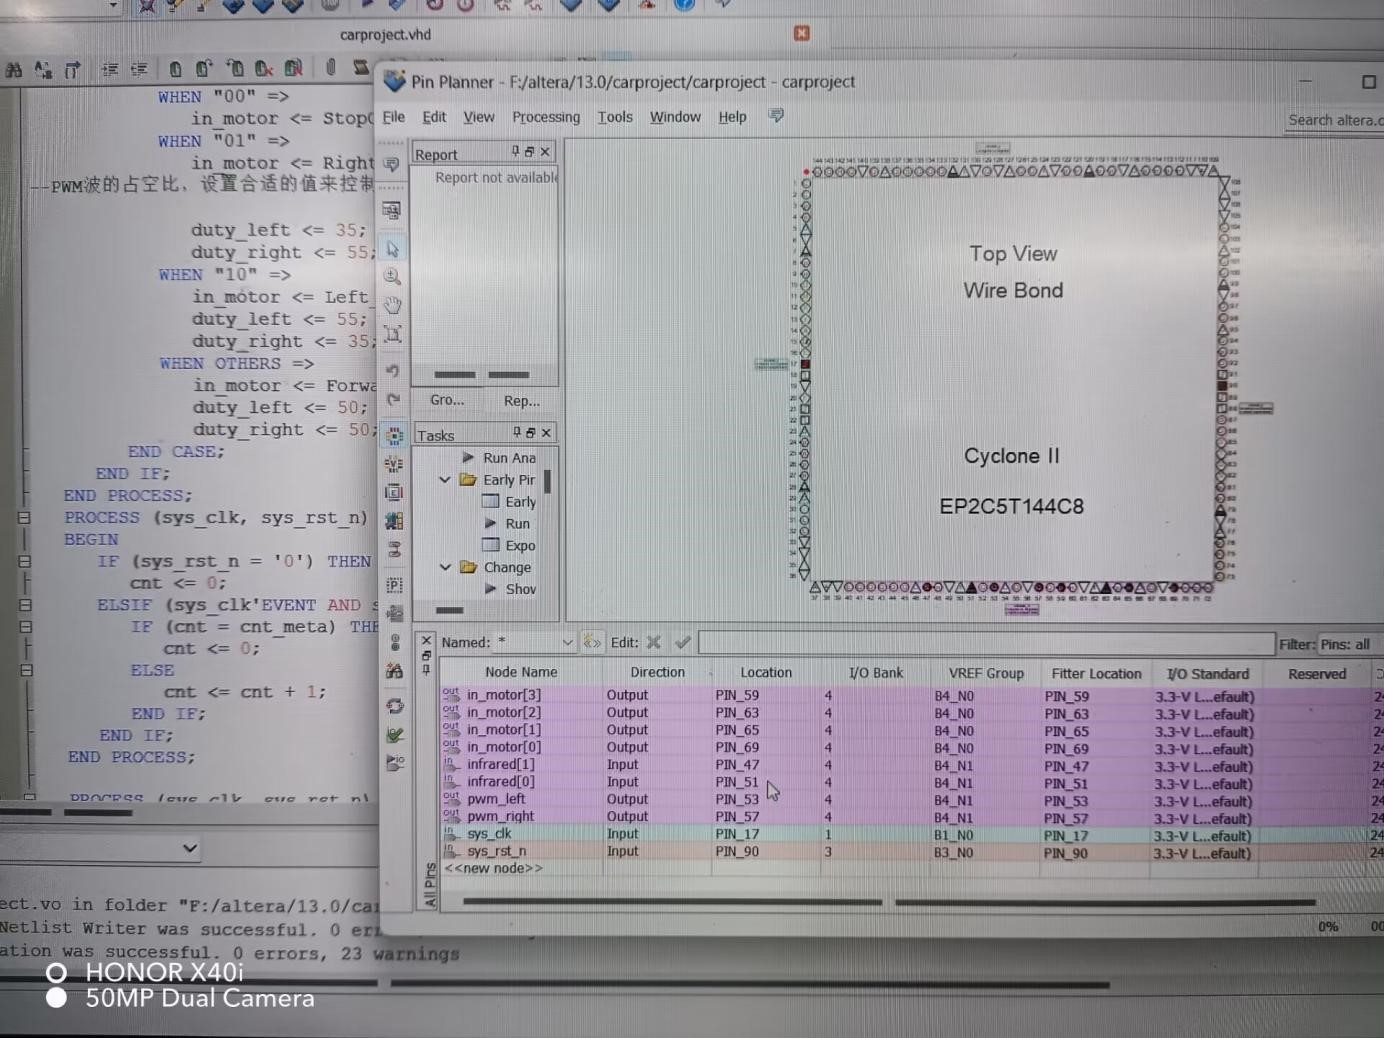 carproject.vhd
WHEN "00" =>
in_motor <= Stop
WHEN "01" =>
in_motor <= Right
--PWM波的占空比，设置合适的值来控制
duty_left <= 35;
duty_right <= 55;
WHEN "10" =>
in_motor <= Left_
duty_left <= 55;
duty_right <= 35;
WHEN OTHERS =>
in_motor <= Forwa
duty_left <= 50;
duty_right <= 50;
END CASE;
END IF;
END PROCESS;
PROCESS (sys_clk, sys_rst_n)
BEGIN
IF (sys_rst_n = '0') THEN
cnt <= 0;
ELSIF (sys_clk'EVENT AND s
IF (cnt = cnt_meta) THE
cnt <= 0;
ELSE
cnt <= cnt + 1;
END IF;
END IF;
END PROCESS;
ect.vo in folder "F:/altera/13.0/ca
Netlist Writer was successful. 0 er
ation was successful. 0 errors, 23 warnings
Pin Planner - F:/altera/13.0/carproject/carproject - carproject
File Edit View Processing Tools Window Help
Search altera.c
Report
Report not available
Gro... Rep...
Tasks
Run Ana
Early Pir
Early
Run
Expo
Change
Shov
Top View
Wire Bond
Cyclone II
EP2C5T144C8
Named: * Edit: Filter: Pins: all
Node Name Direction Location I/O Bank VREF Group Fitter Location I/O Standard Reserved
in_motor[3] Output PIN_59 4 B4_N0 PIN_59 3.3-V L...efault) 24
in_motor[2] Output PIN_63 4 B4_N0 PIN_63 3.3-V L...efault) 24
in_motor[1] Output PIN_65 4 B4_N0 PIN_65 3.3-V L...efault) 24
in_motor[0] Output PIN_69 4 B4_N0 PIN_69 3.3-V L...efault) 24
infrared[1] Input PIN_47 4 B4_N1 PIN_47 3.3-V L...efault) 24
infrared[0] Input PIN_51 4 B4_N1 PIN_51 3.3-V L...efault) 24
pwm_left Output PIN_53 4 B4_N1 PIN_53 3.3-V L...efault) 24
pwm_right Output PIN_57 4 B4_N1 PIN_57 3.3-V L...efault) 24
sys_clk Input PIN_17 1 B1_N0 PIN_17 3.3-V L...efault) 24
sys_rst_n Input PIN_90 3 B3_N0 PIN_90 3.3-V L...efault) 24
<<new node>>
All Pins
0% 00
HONOR X40i
50MP Dual Camera